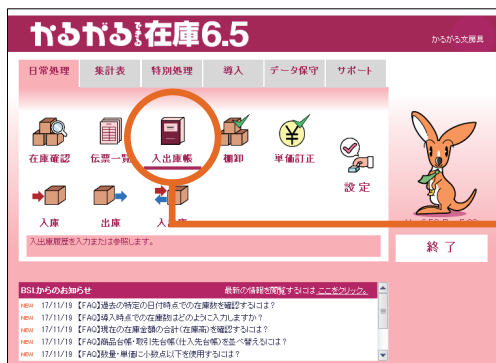 かるがるできる在庫6.5
かるがる文房具
日常処理 集計表 特別処理 導入 データ保守 サポート
在庫確認 伝票一覧 入出庫帳 棚卸 単価訂正
設定
入庫 出庫
入出庫履歴を入力または参照します。
終了
BSLからのお知らせ 最新の情報を閲覧するには ここをクリック。
NEW 17/11/19 【FAQ】過去の特定の日付時点での在庫数を確認するには？
NEW 17/11/19 【FAQ】導入時点での在庫数はどのように入力しますか？
NEW 17/11/19 【FAQ】現在の在庫金額の合計(在庫高)を確認するには？
NEW 17/11/19 【FAQ】商品台帳・取引先台帳(仕入先台帳)を並べ替えるには？
NEW 17/11/19 【FAQ】数量・単価に小数点以下を使用するには？